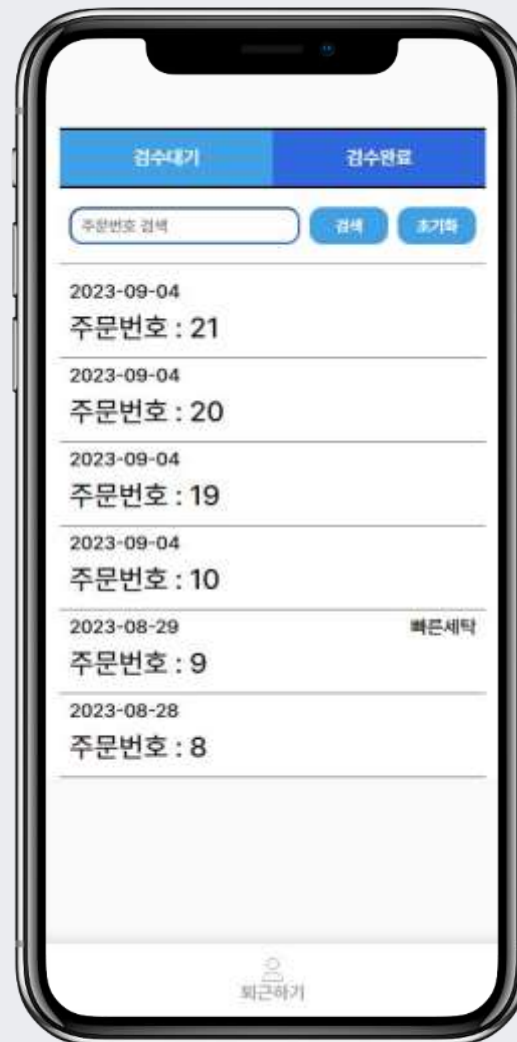 검수대기 검수완료
주문번호 검색 검색 초기화
2023-09-04
주문번호 : 21
2023-09-04
주문번호 : 20
2023-09-04
주문번호 : 19
2023-09-04
주문번호 : 10
2023-08-29 빠른세탁
주문번호 : 9
2023-08-28
주문번호 : 8
퇴근하기